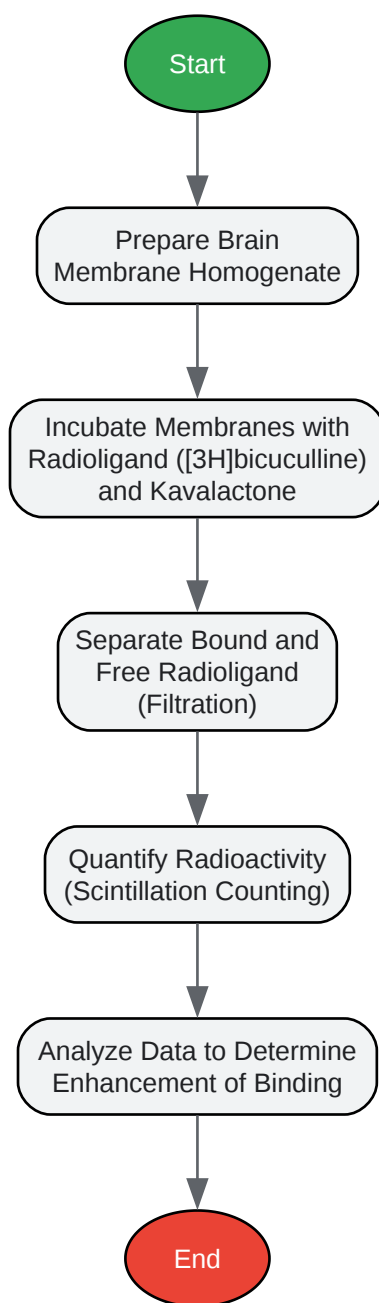 Start
Prepare Brain
Membrane Homogenate
Incubate Membranes with
Radioligand ([3H]bicuculline)
and Kavalactone
Separate Bound and
Free Radioligand
(Filtration)
Quantify Radioactivity
(Scintillation Counting)
Analyze Data to Determine
Enhancement of Binding
End